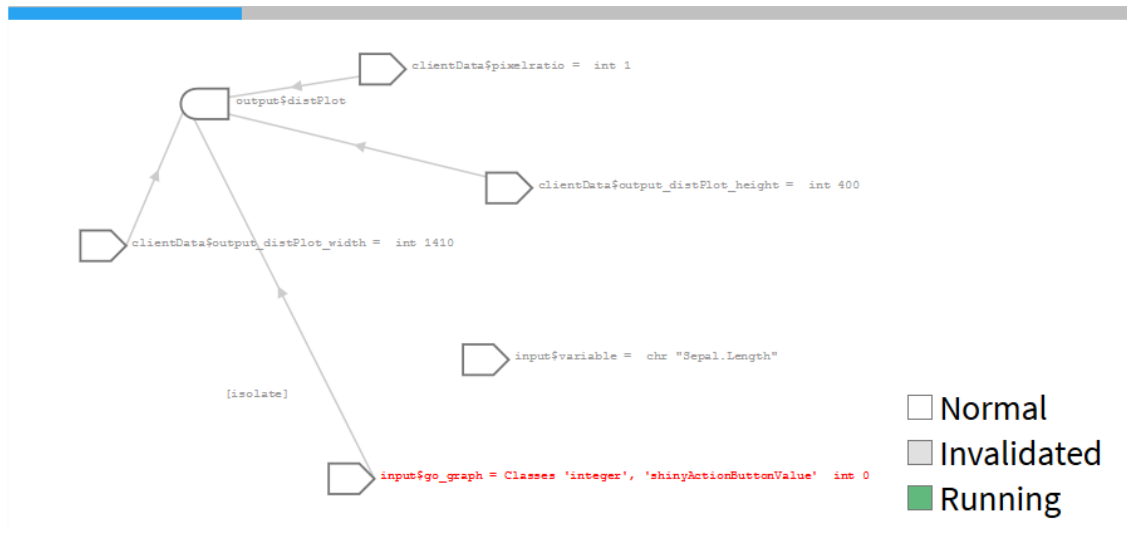 clientData$pixelratio =  int 1
output$distPlot
clientData$output_distPlot_height =  int 400
clientData$output_distPlot_width =  int 1410
input$variable =  chr "Sepal.Length"
[isolate]
input$go_graph = Classes 'integer', 'shinyActionButtonValue'  int 0
Normal
Invalidated
Running